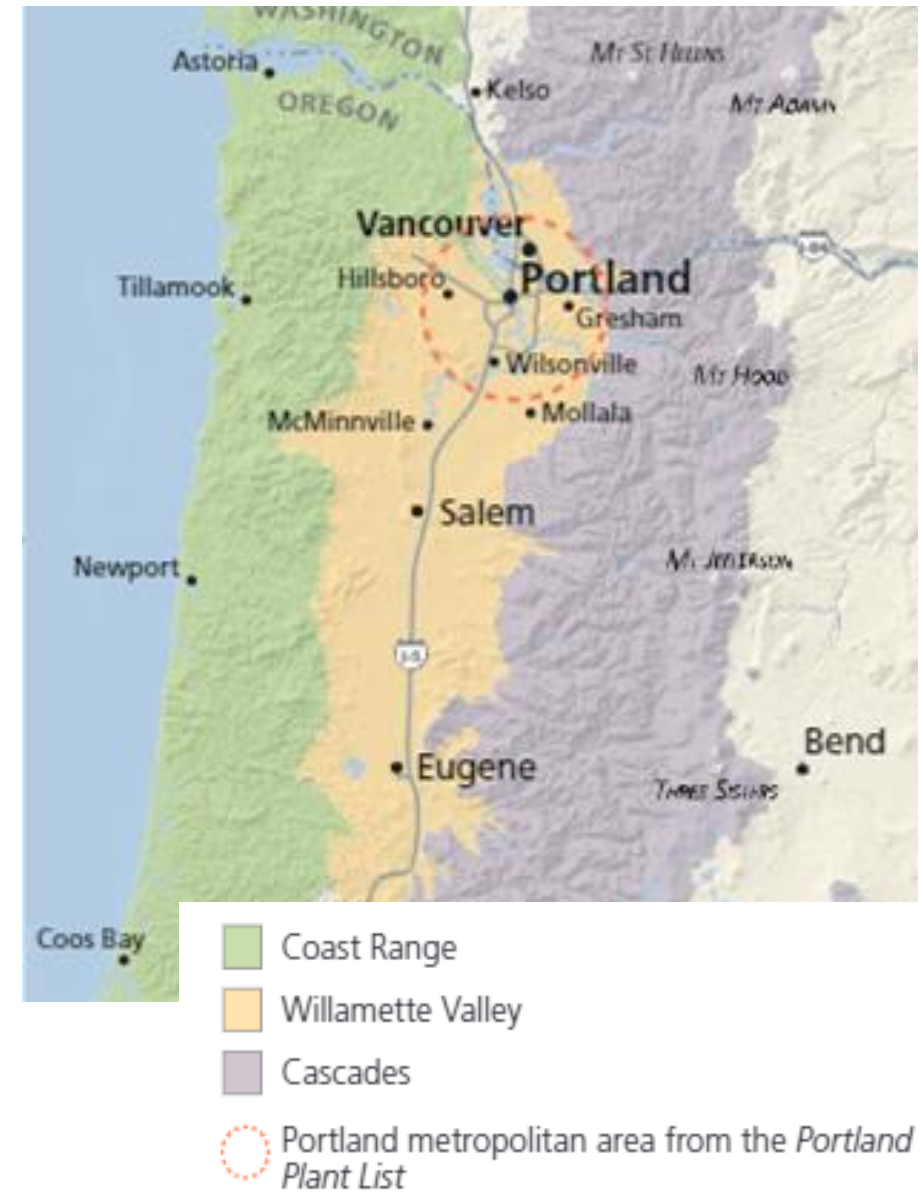 WASHINGTON
Astoria
Kelso
OREGON
MT ST HELENS
MT ADAMS
Vancouver
I-84
Hillsboro
Portland
Tillamook
Gresham
Wilsonville
MT HOOD
McMinnville
Mollala
Salem
Newport
MT JEFFERSON
I-5
Eugene
Bend
THREE SISTERS
Coos Bay
Coast Range
Willamette Valley
Cascades
Portland metropolitan area from the Portland
Plant List